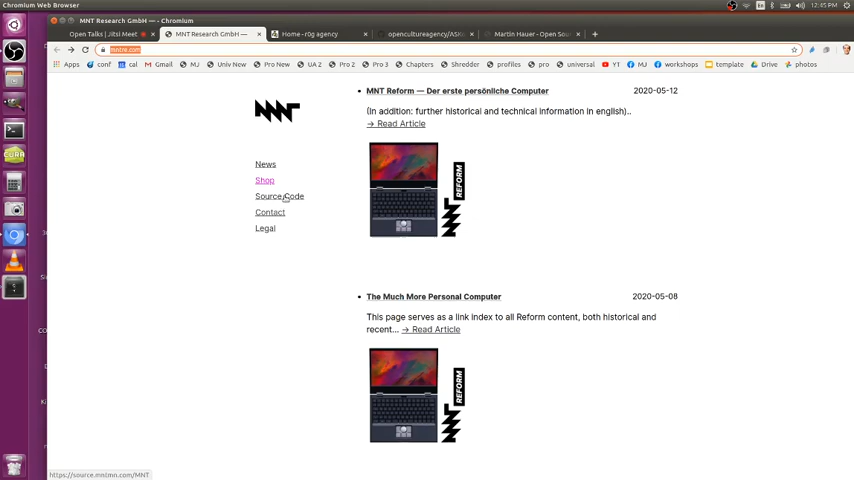 Chromium Web Browser
12:45 PM
MNT Research GmbH — - Chromium
Open Talks | Jitsi Meet
MNT Research GmbH —
Home - r0g agency
opencultureagency/ASK
Martin Hauer - Open Sou
mntre.com
Apps
conf
cal
Gmail
MJ
Univ New
Pro New
UA 2
Pro 2
Pro 3
Chapters
Shredder
profiles
pro
universal
YT
MJ
workshops
template
Drive
photos
MNT Reform — Der erste persönliche Computer
2020-05-12
(In addition: further historical and technical information in english)..
→ Read Article
REFORM
News
Shop
Source Code
Contact
Legal
The Much More Personal Computer
2020-05-08
This page serves as a link index to all Reform content, both historical and
recent... → Read Article
REFORM
https://source.mntmn.com/MNT